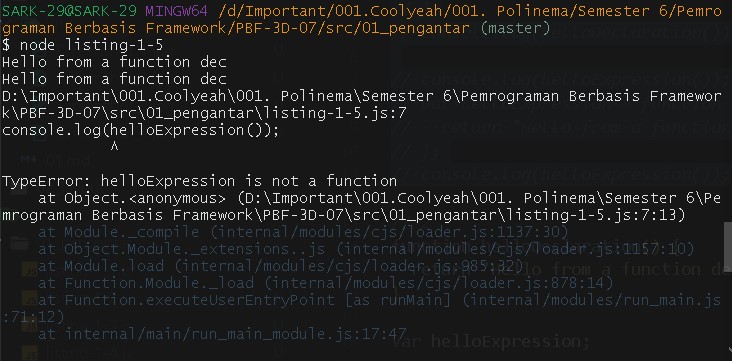 SARK-29@SARK-29 MINGW64 /d/Important/001.Coolyeah/001. Polinema/Semester 6/Pemro
graman Berbasis Framework/PBF-3D-07/src/01_pengantar (master)
$ node listing-1-5
Hello from a function dec
Hello from a function dec
D:\Important\001.Coolyeah\001. Polinema\Semester 6\Pemrograman Berbasis Framewor
k\PBF-3D-07\src\01_pengantar\listing-1-5.js:7
console.log(helloExpression());
^
TypeError: helloExpression is not a function
at Object.<anonymous> (D:\Important\001.Coolyeah\001. Polinema\Semester 6\Pe
mrograman Berbasis Framework\PBF-3D-07\src\01_pengantar\listing-1-5.js:7:13)
at Module._compile (internal/modules/cjs/loader.js:1137:30)
at Object.Module._extensions..js (internal/modules/cjs/loader.js:1157:10)
at Module.load (internal/modules/cjs/loader.js:985:32)
at Function.Module._load (internal/modules/cjs/loader.js:878:14)
at Function.executeUserEntryPoint [as runMain] (internal/modules/run_main.js
:71:12)
at internal/main/run_main_module.js:17:47
var helloExpression;